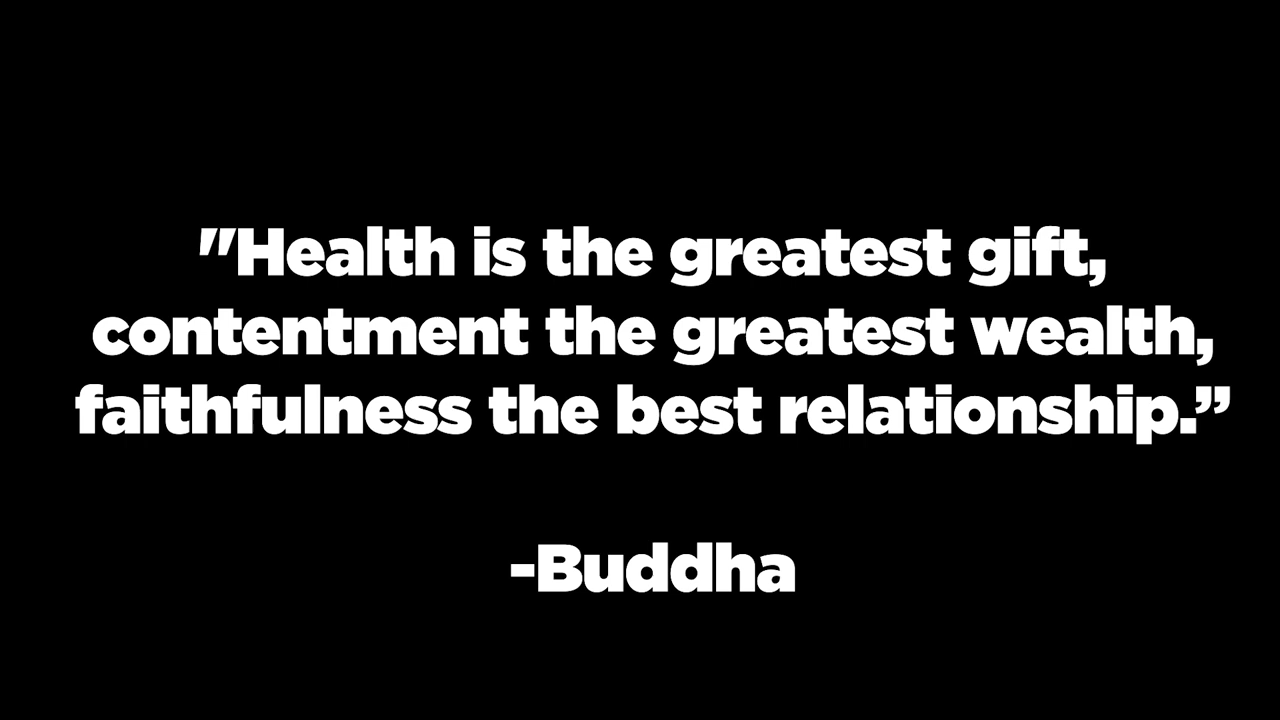 "Health is the greatest gift,
contentment the greatest wealth,
faithfulness the best relationship.”
-Buddha